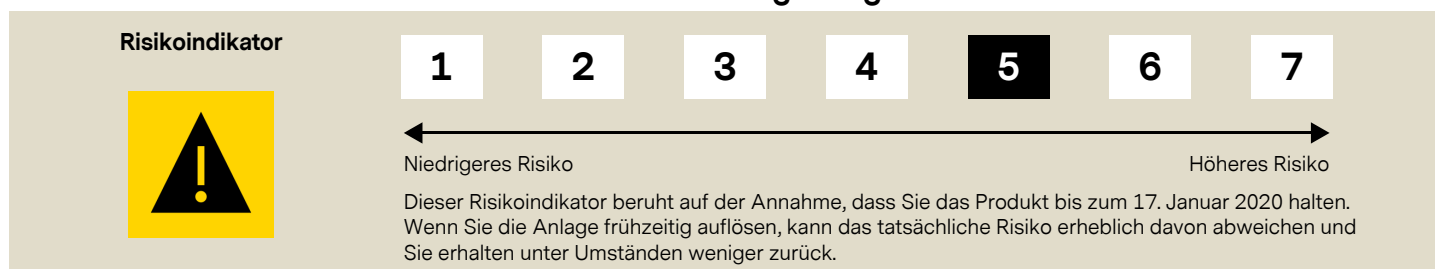 Risikoindikator
1 2 3 4 5 6 7
Niedrigeres Risiko Höheres Risiko
Dieser Risikoindikator beruht auf der Annahme, dass Sie das Produkt bis zum 17. Januar 2020 halten.
Wenn Sie die Anlage frühzeitig auflösen, kann das tatsächliche Risiko erheblich davon abweichen und
Sie erhalten unter Umständen weniger zurück.